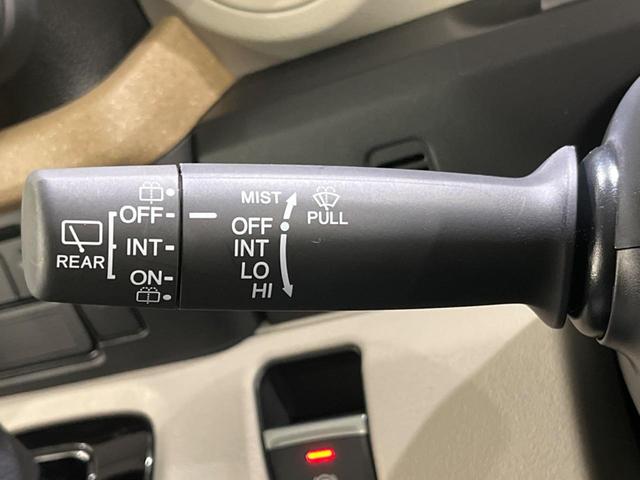 REAR
OFF
INT
ON
MIST
OFF
INT
LO
HI
PULL